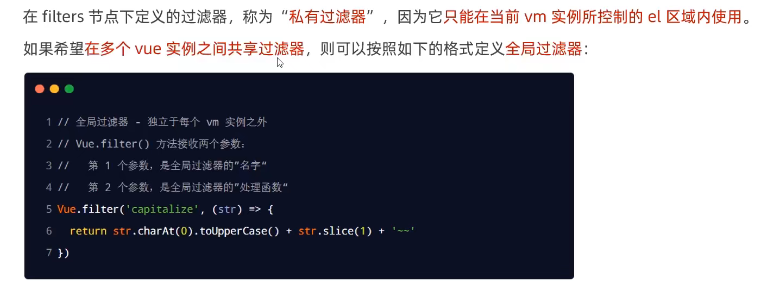 在 filters 节点下定义的过滤器，称为“私有过滤器”，因为它只能在当前 vm 实例所控制的 el 区域内使用。
如果希望在多个 vue 实例之间共享过滤器，则可以按照如下的格式定义全局过滤器：
1 // 全局过滤器 - 独立于每个 vm 实例之外
2 // Vue.filter() 方法接收两个参数：
3 //   第 1 个参数，是全局过滤器的"名字"
4 //   第 2 个参数，是全局过滤器的"处理函数"
5 Vue.filter('capitalize', (str) => {
6   return str.charAt(0).toUpperCase() + str.slice(1) + '~~'
7 })